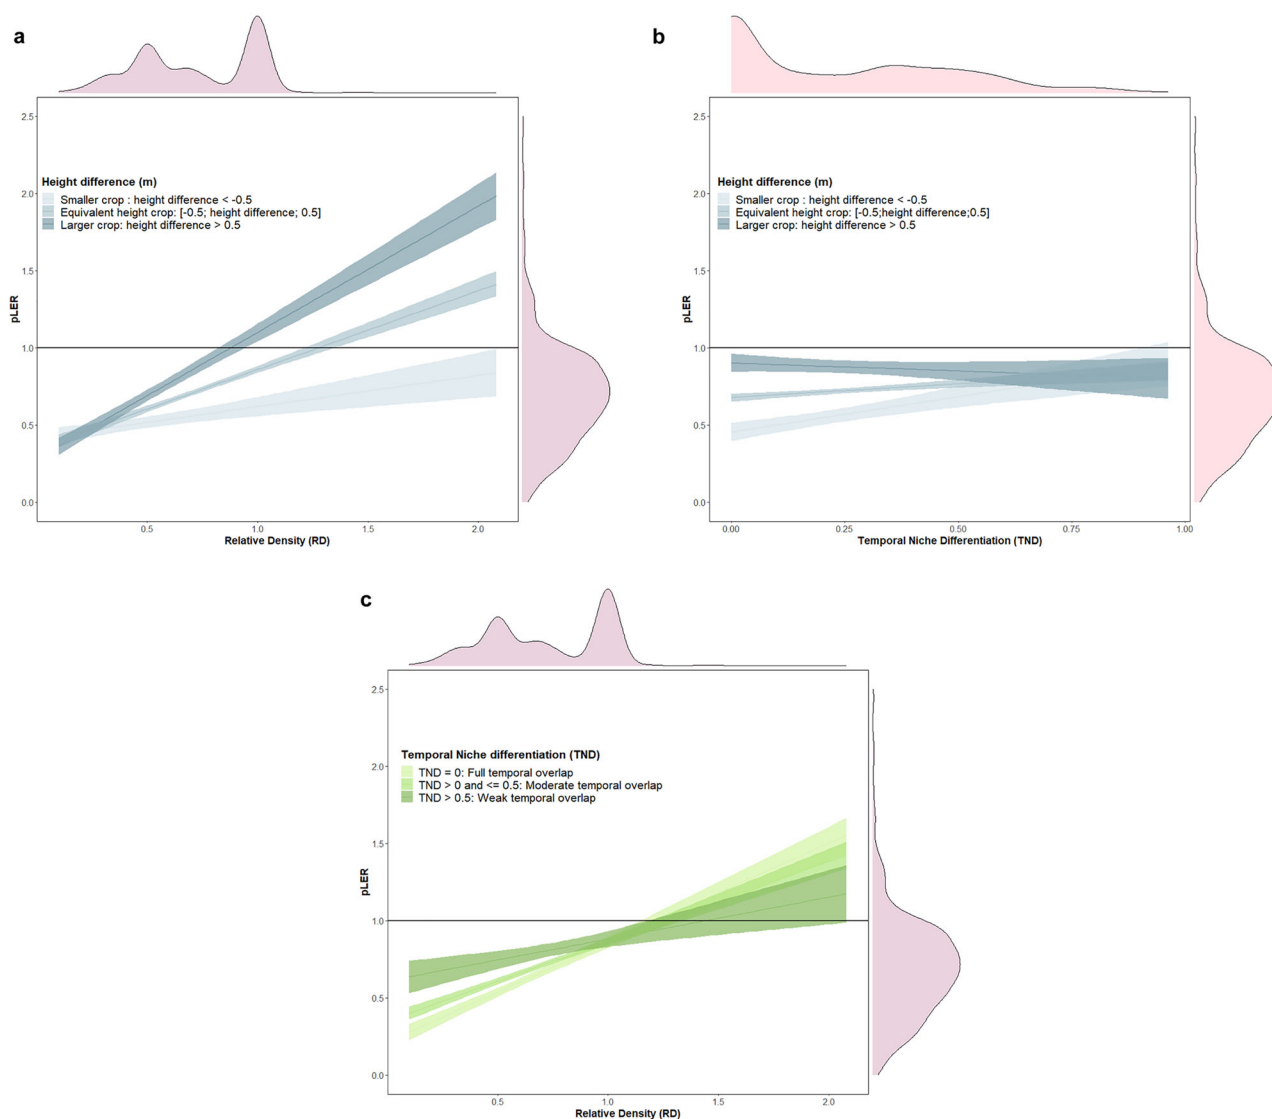 a
Height difference (m)
Smaller crop : height difference < -0.5
Equivalent height crop: [-0.5; height difference; 0.5]
Larger crop: height difference > 0.5
pLER
2.5
2.0
1.5
1.0
0.5
0.0
0.5
1.0
1.5
2.0
Relative Density (RD)
b
Height difference (m)
Smaller crop : height difference < -0.5
Equivalent height crop: [-0.5;height difference;0.5]
Larger crop: height difference > 0.5
pLER
2.5
2.0
1.5
1.0
0.5
0.0
0.00
0.25
0.50
0.75
1.00
Temporal Niche Differentiation (TND)
c
Temporal Niche differentiation (TND)
TND = 0: Full temporal overlap
TND > 0 and <= 0.5: Moderate temporal overlap
TND > 0.5: Weak temporal overlap
pLER
2.5
2.0
1.5
1.0
0.5
0.0
0.5
1.0
1.5
2.0
Relative Density (RD)